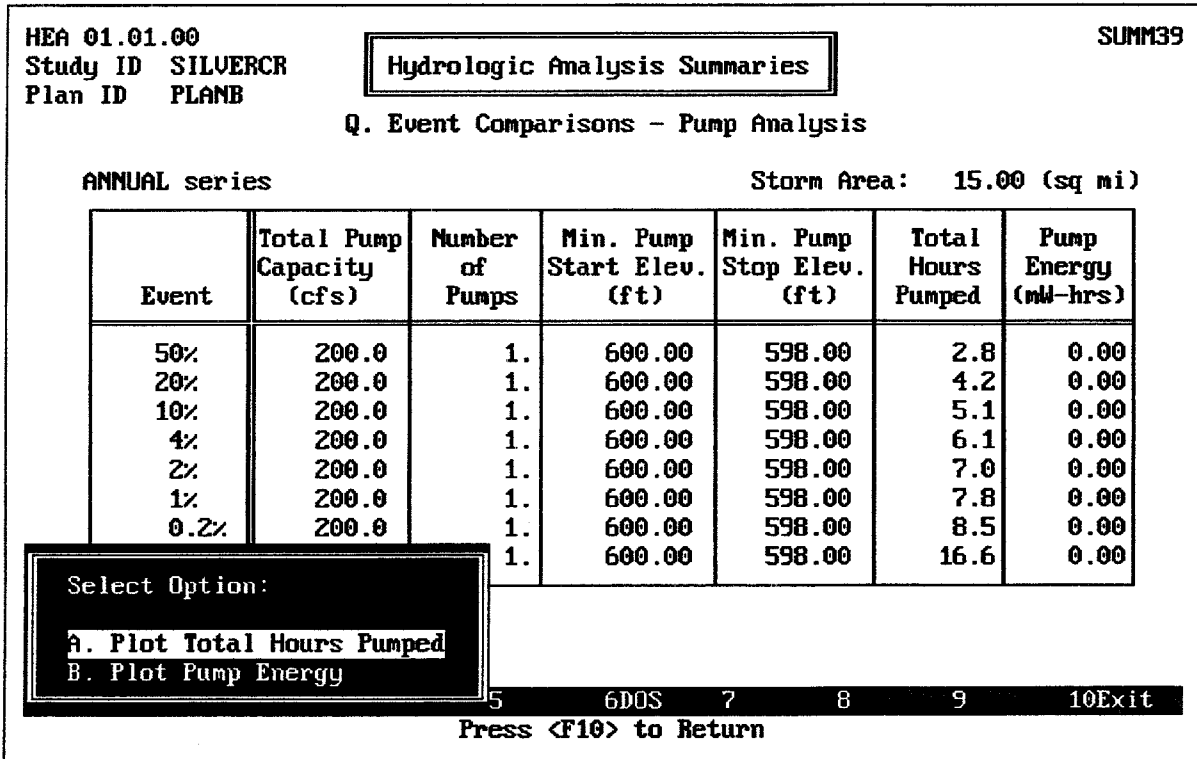 HEA 01.01.00 SUMM39
Study ID SILVERCR Hydrologic Analysis Summaries
Plan ID PLANB
Q. Event Comparisons - Pump Analysis
ANNUAL series Storm Area: 15.00 (sq mi)
Total Pump Number Min. Pump Min. Pump Total Pump
Capacity of Start Elev. Stop Elev. Hours Energy
Event (cfs) Pumps (ft) (ft) Pumped (mW-hrs)
50% 200.0 1. 600.00 598.00 2.8 0.00
20% 200.0 1. 600.00 598.00 4.2 0.00
10% 200.0 1. 600.00 598.00 5.1 0.00
4% 200.0 1. 600.00 598.00 6.1 0.00
2% 200.0 1. 600.00 598.00 7.0 0.00
1% 200.0 1. 600.00 598.00 7.8 0.00
0.2% 200.0 1. 600.00 598.00 8.5 0.00
1. 600.00 598.00 16.6 0.00
Select Option:
A. Plot Total Hours Pumped
B. Plot Pump Energy
5 6DOS 7 8 9 10Exit
Press <F10> to Return